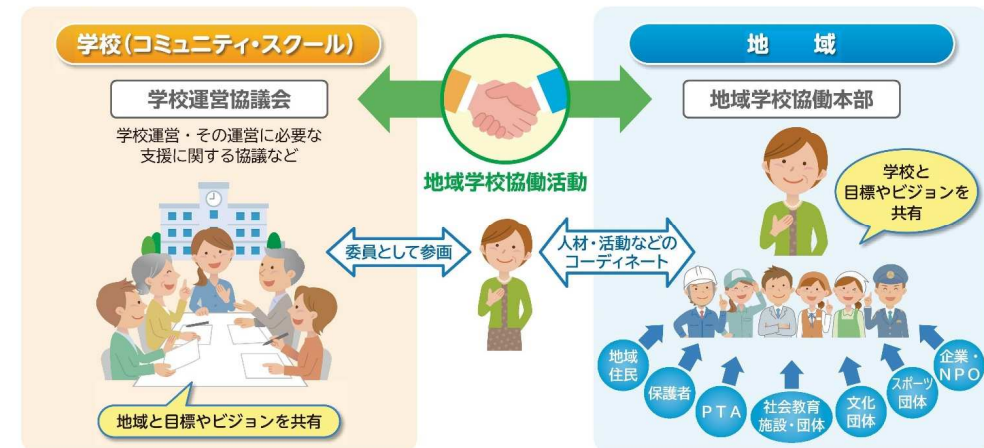 学校(コミュニティ・スクール)
学校運営協議会
学校運営・その運営に必要な
支援に関する協議など
地域と目標やビジョンを共有
地域学校協働活動
委員として参画
人材・活動などの
コーディネート
地 域
地域学校協働本部
学校と
目標やビジョンを
共有
地域
住民
保護者
PTA
社会教育
施設・団体
文化
団体
スポーツ
団体
企業・
NPO